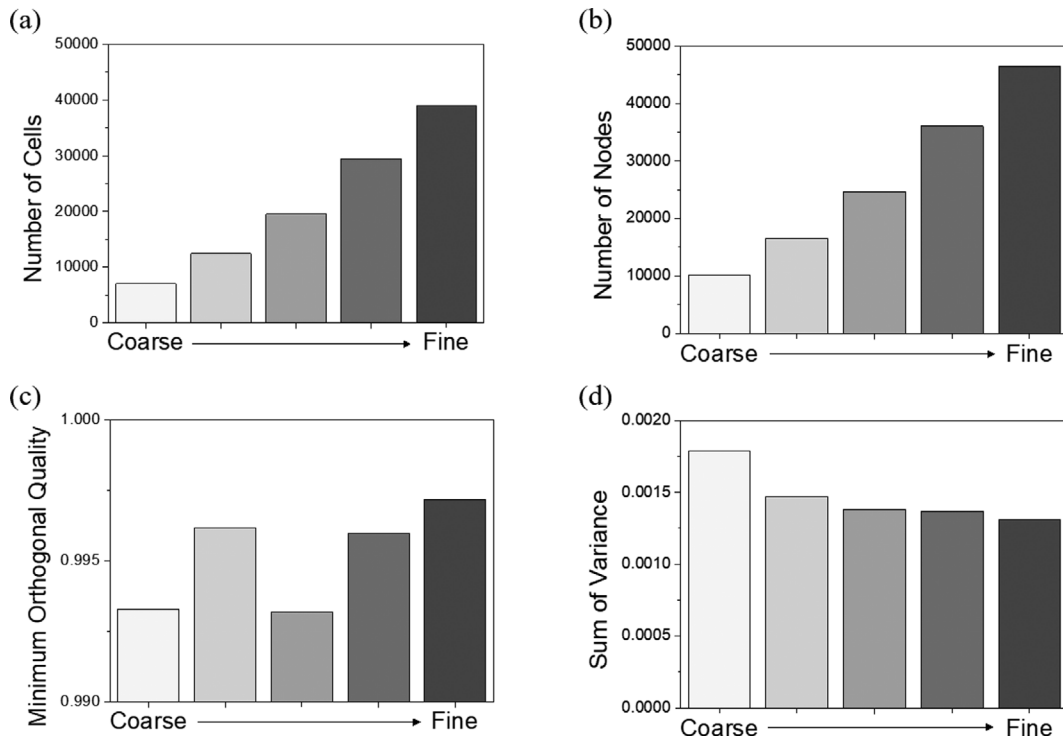 (a)
Number of Cells
50000
40000
30000
20000
10000
0
Coarse
Fine
(b)
Number of Nodes
50000
40000
30000
20000
10000
0
Coarse
Fine
(c)
Minimum Orthogonal Quality
1.000
0.995
0.990
Coarse
Fine
(d)
Sum of Variance
0.0020
0.0015
0.0010
0.0005
0.0000
Coarse
Fine